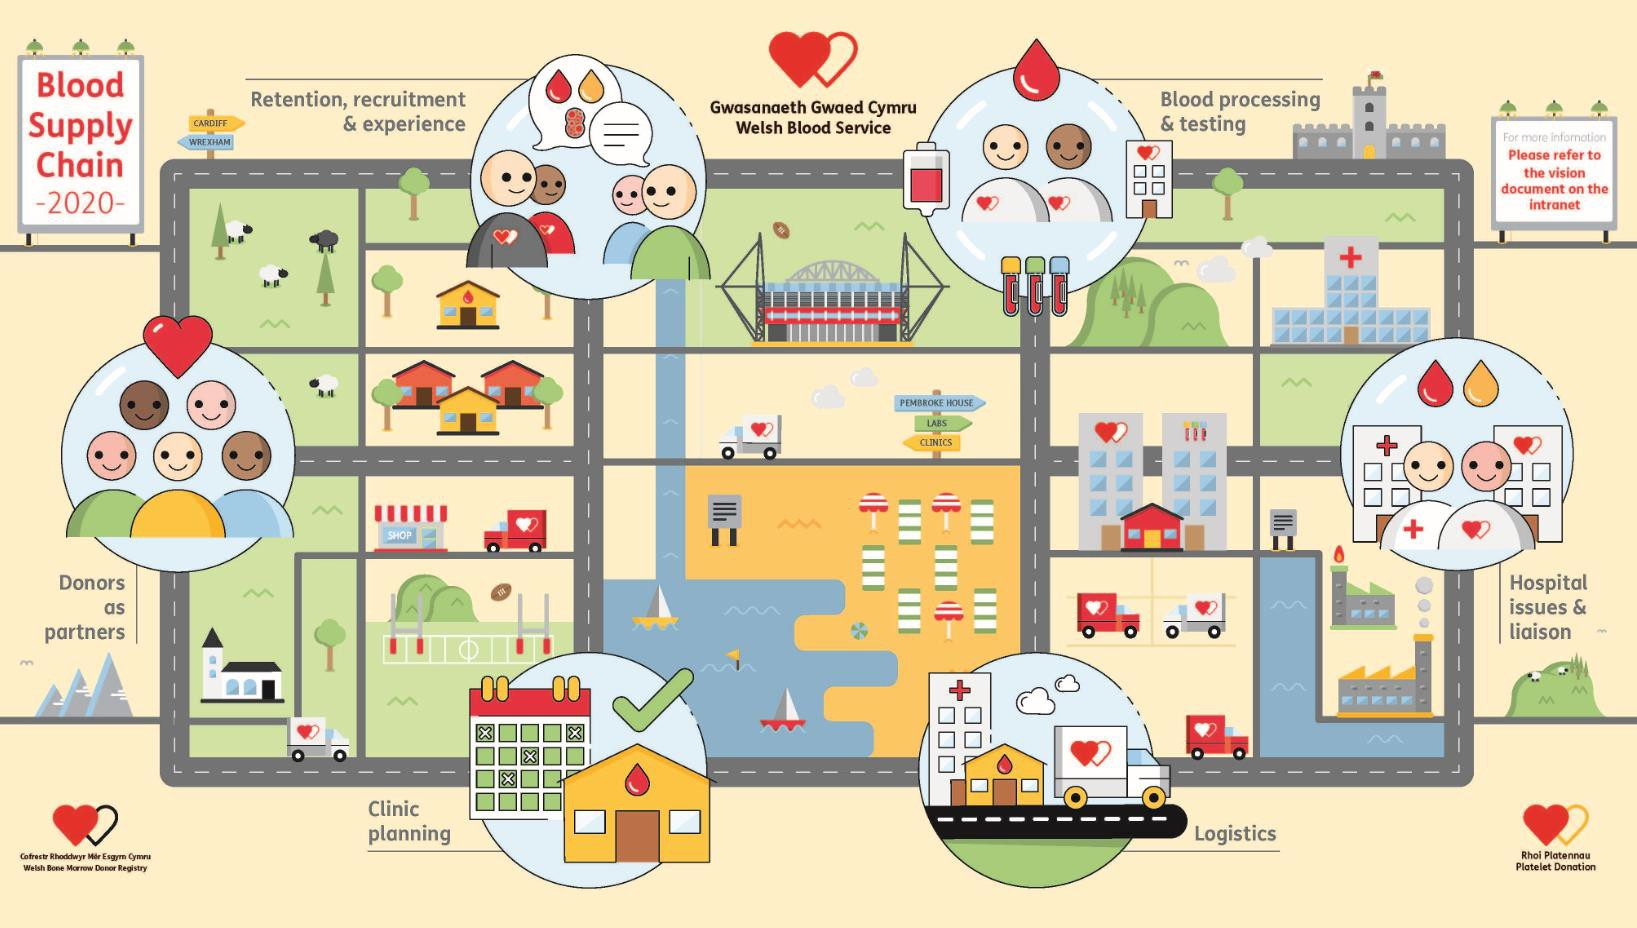 Blood
Supply
Chain
-2020-
CARDIFF
WREXHAM
Retention, recruitment
& experience
Gwasanaeth Gwaed Cymru
Welsh Blood Service
Blood processing
& testing
For more information
Please refer to
the vision
document on the
intranet
PEMBROKE HOUSE
LABS
CLINICS
SHOP
Donors
as
partners
Hospital
issues &
liaison
Clinic
planning
Logistics
Cofrestr Rhoddwyr Mêr Esgyrn Cymru
Welsh Bone Marrow Donor Registry
Rhoi Platennau
Platelet Donation